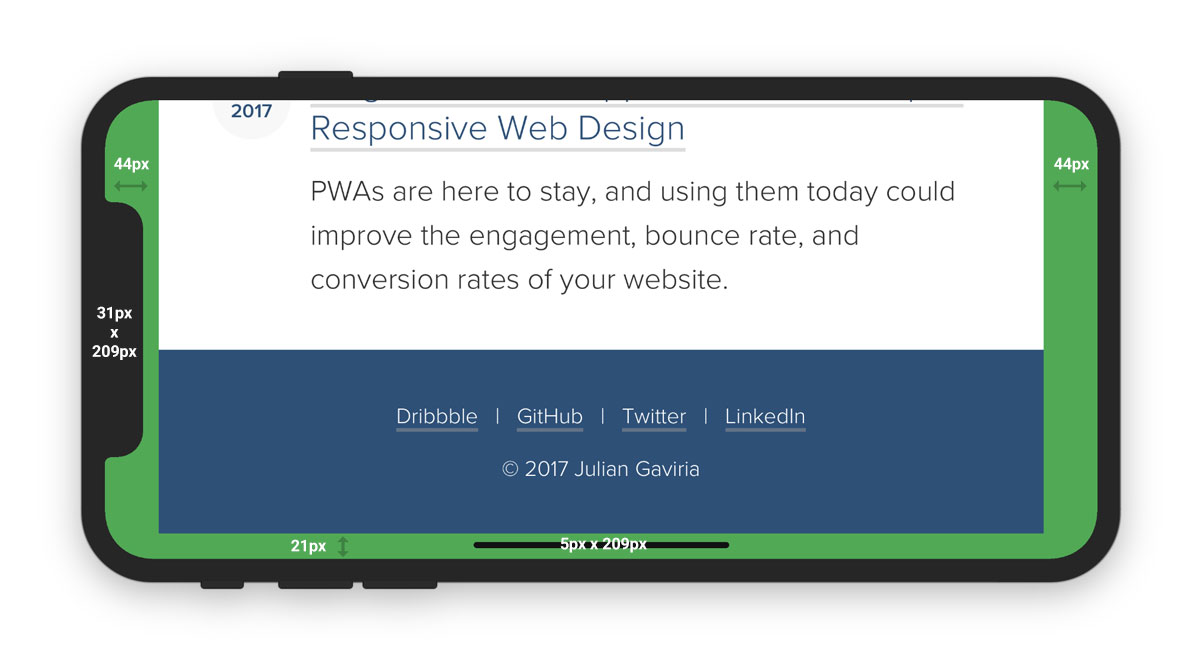 2017
Responsive Web Design
44px
44px
PWAs are here to stay, and using them today could
improve the engagement, bounce rate, and
conversion rates of your website.
31px
x
209px
Dribbble | GitHub | Twitter | LinkedIn
© 2017 Julian Gaviria
21px
5px x 209px